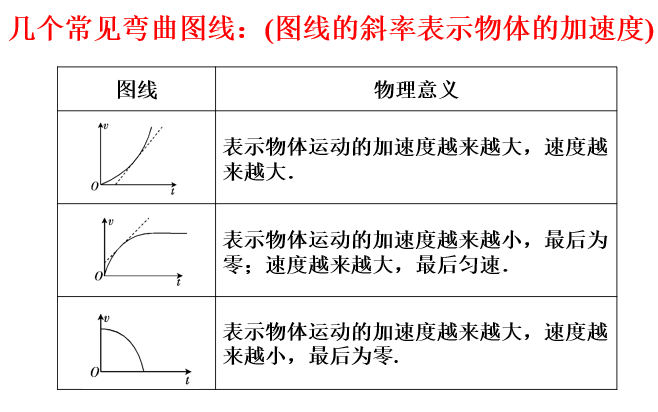 几个常见弯曲图线：(图线的斜率表示物体的加速度)
图线
物理意义
v
O
t
表示物体运动的加速度越来越大，速度越
来越大．
v
O
t
表示物体运动的加速度越来越小，最后为
零；速度越来越大，最后匀速．
v
O
t
表示物体运动的加速度越来越大，速度越
来越小，最后为零．